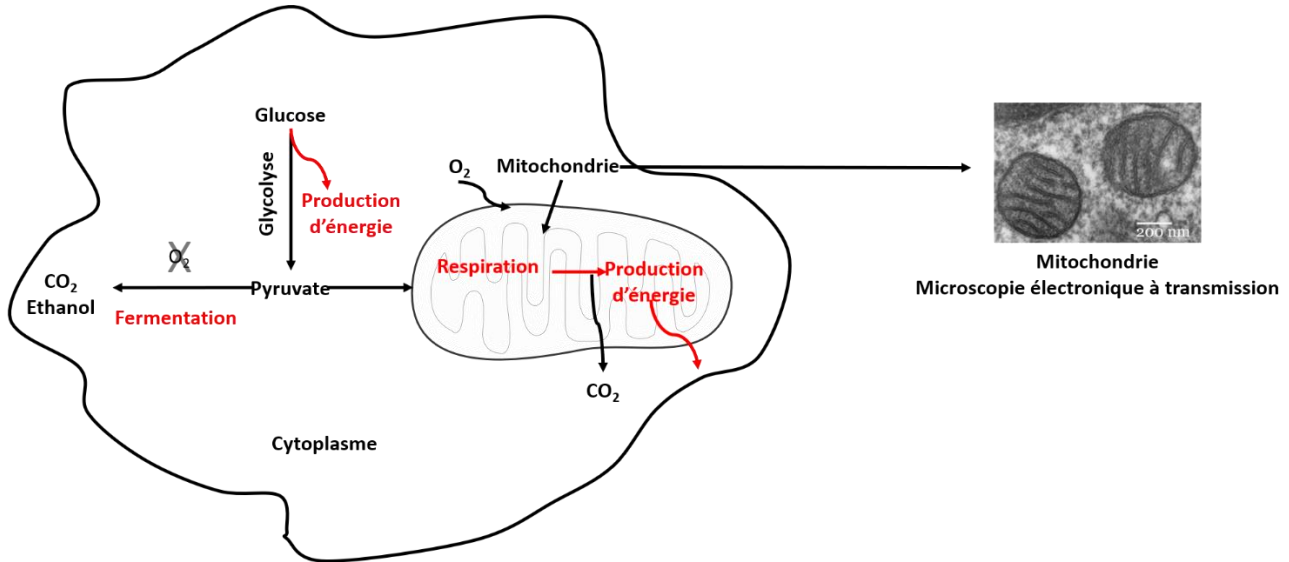 Glucose
Glycolyse
Production
d'énergie
O₂
Mitochondrie
O₂
CO₂
Ethanol
Pyruvate
Fermentation
Respiration
Production
d'énergie
CO₂
Cytoplasme
200 nm
Mitochondrie
Microscopie électronique à transmission